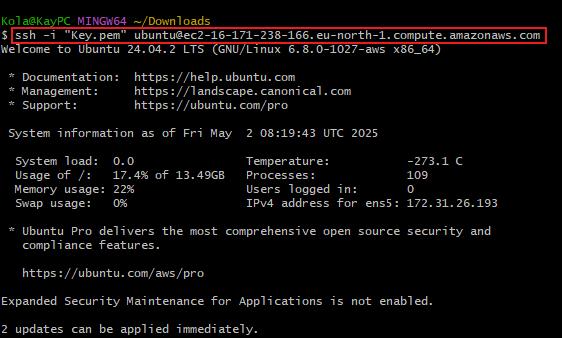 Kola@KayPC MINGW64 ~/Downloads
$ ssh -i "Key.pem" ubuntu@ec2-16-171-238-166.eu-north-1.compute.amazonaws.com
Welcome to Ubuntu 24.04.2 LTS (GNU/Linux 6.8.0-1027-aws x86_64)
* Documentation:  https://help.ubuntu.com
* Management:     https://landscape.canonical.com
* Support:        https://ubuntu.com/pro
System information as of Fri May  2 08:19:43 UTC 2025
System load:  0.0                Temperature:           -273.1 C
Usage of /:   17.4% of 13.49GB   Processes:             109
Memory usage: 22%                Users logged in:       0
Swap usage:   0%                 IPv4 address for ens5: 172.31.26.193
* Ubuntu Pro delivers the most comprehensive open source security and
compliance features.
https://ubuntu.com/aws/pro
Expanded Security Maintenance for Applications is not enabled.
2 updates can be applied immediately.